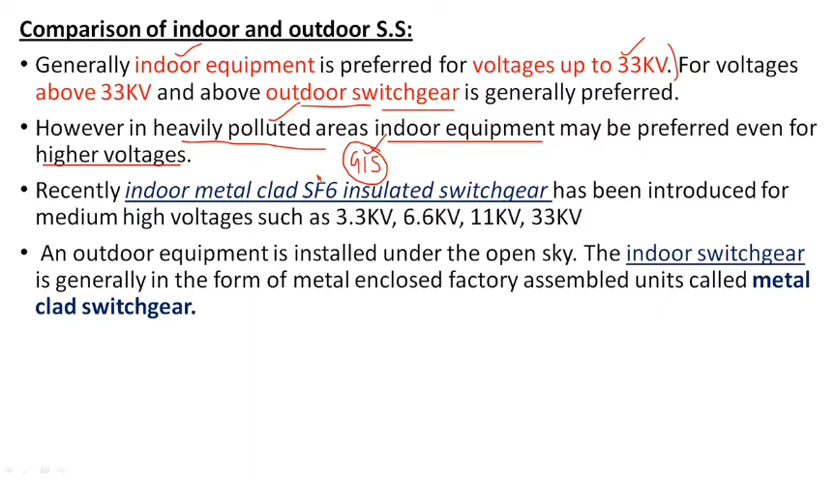 Comparison of indoor and outdoor S.S:
• Generally indoor equipment is preferred for voltages up to 33KV. For voltages
above 33KV and above outdoor switchgear is generally preferred.
• However in heavily polluted areas indoor equipment may be preferred even for
higher voltages.
GIS
• Recently indoor metal clad SF6 insulated switchgear has been introduced for
medium high voltages such as 3.3KV, 6.6KV, 11KV, 33KV
• An outdoor equipment is installed under the open sky. The indoor switchgear
is generally in the form of metal enclosed factory assembled units called metal
clad switchgear.